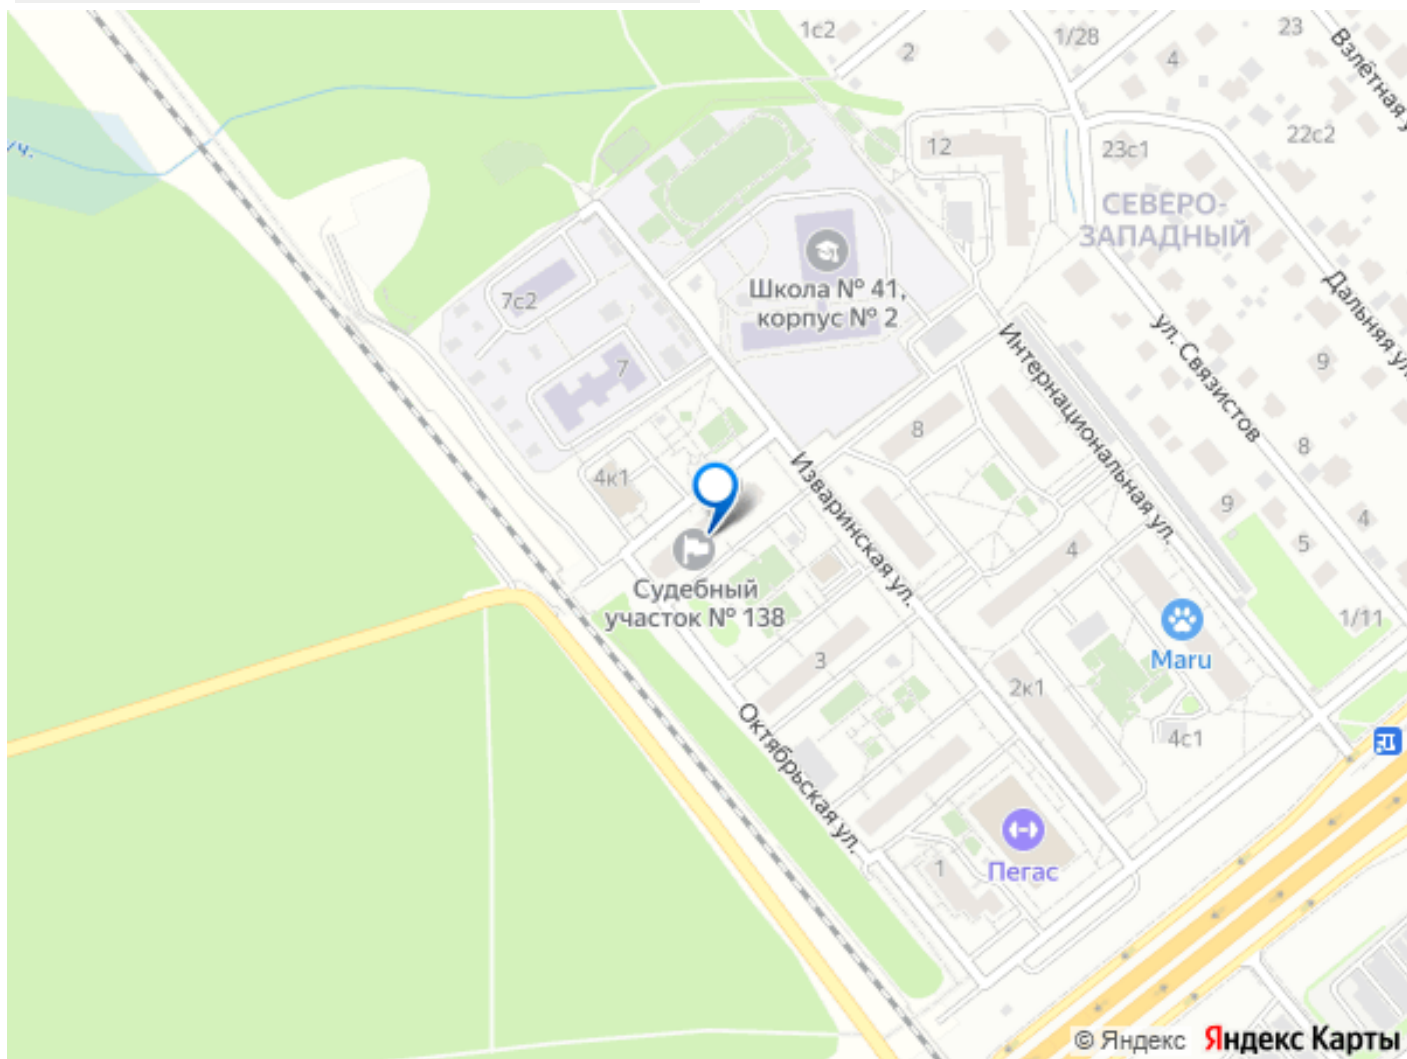 1с2
2
1/28
23
4
Взлётная у
22с2
12
23с1
СЕВЕРО-
ЗАПАДНЫЙ
уч.
7с2
Школа № 41,
корпус № 2
Дальняя ул.
ул. Связистов
Интернациональная ул.
7
9
8
8
4к1
Изваринская ул.
9
4
5
4
Судебный
участок № 138
1/11
3
Maru
2к1
Октябрьская ул.
4с1
Пегас
1
© Яндекс Яндекс Карты